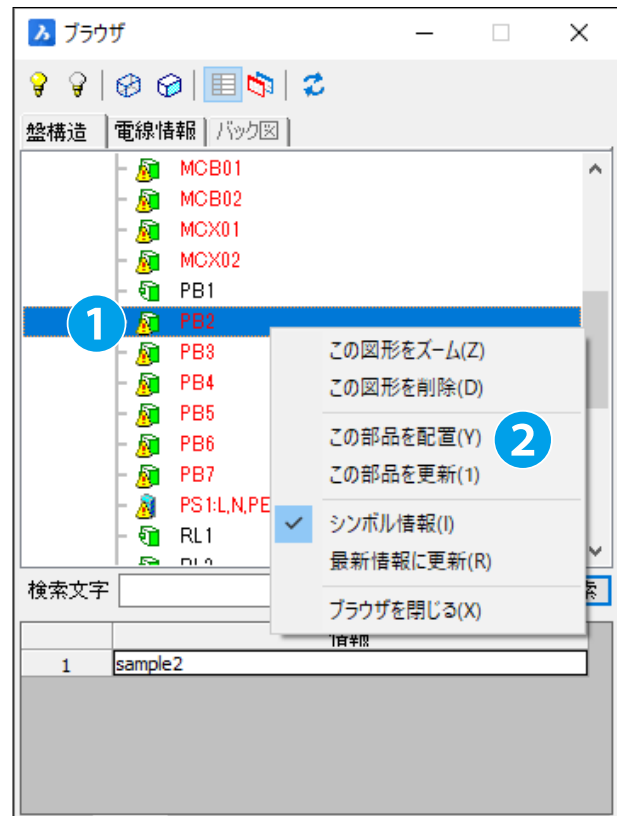 ブラウザ
盤構造 電線情報 バック図
MCB01
MCB02
MCX01
MCX02
PB1
1 PB2
PB3
PB4
PB5
PB6
PB7
PS1:L,N,PE
RL1
この図形をズーム(Z)
この図形を削除(D)
この部品を配置(Y) 2
この部品を更新(1)
シンボル情報(I)
最新情報に更新(R)
ブラウザを閉じる(X)
検索文字
情報
1 sample2